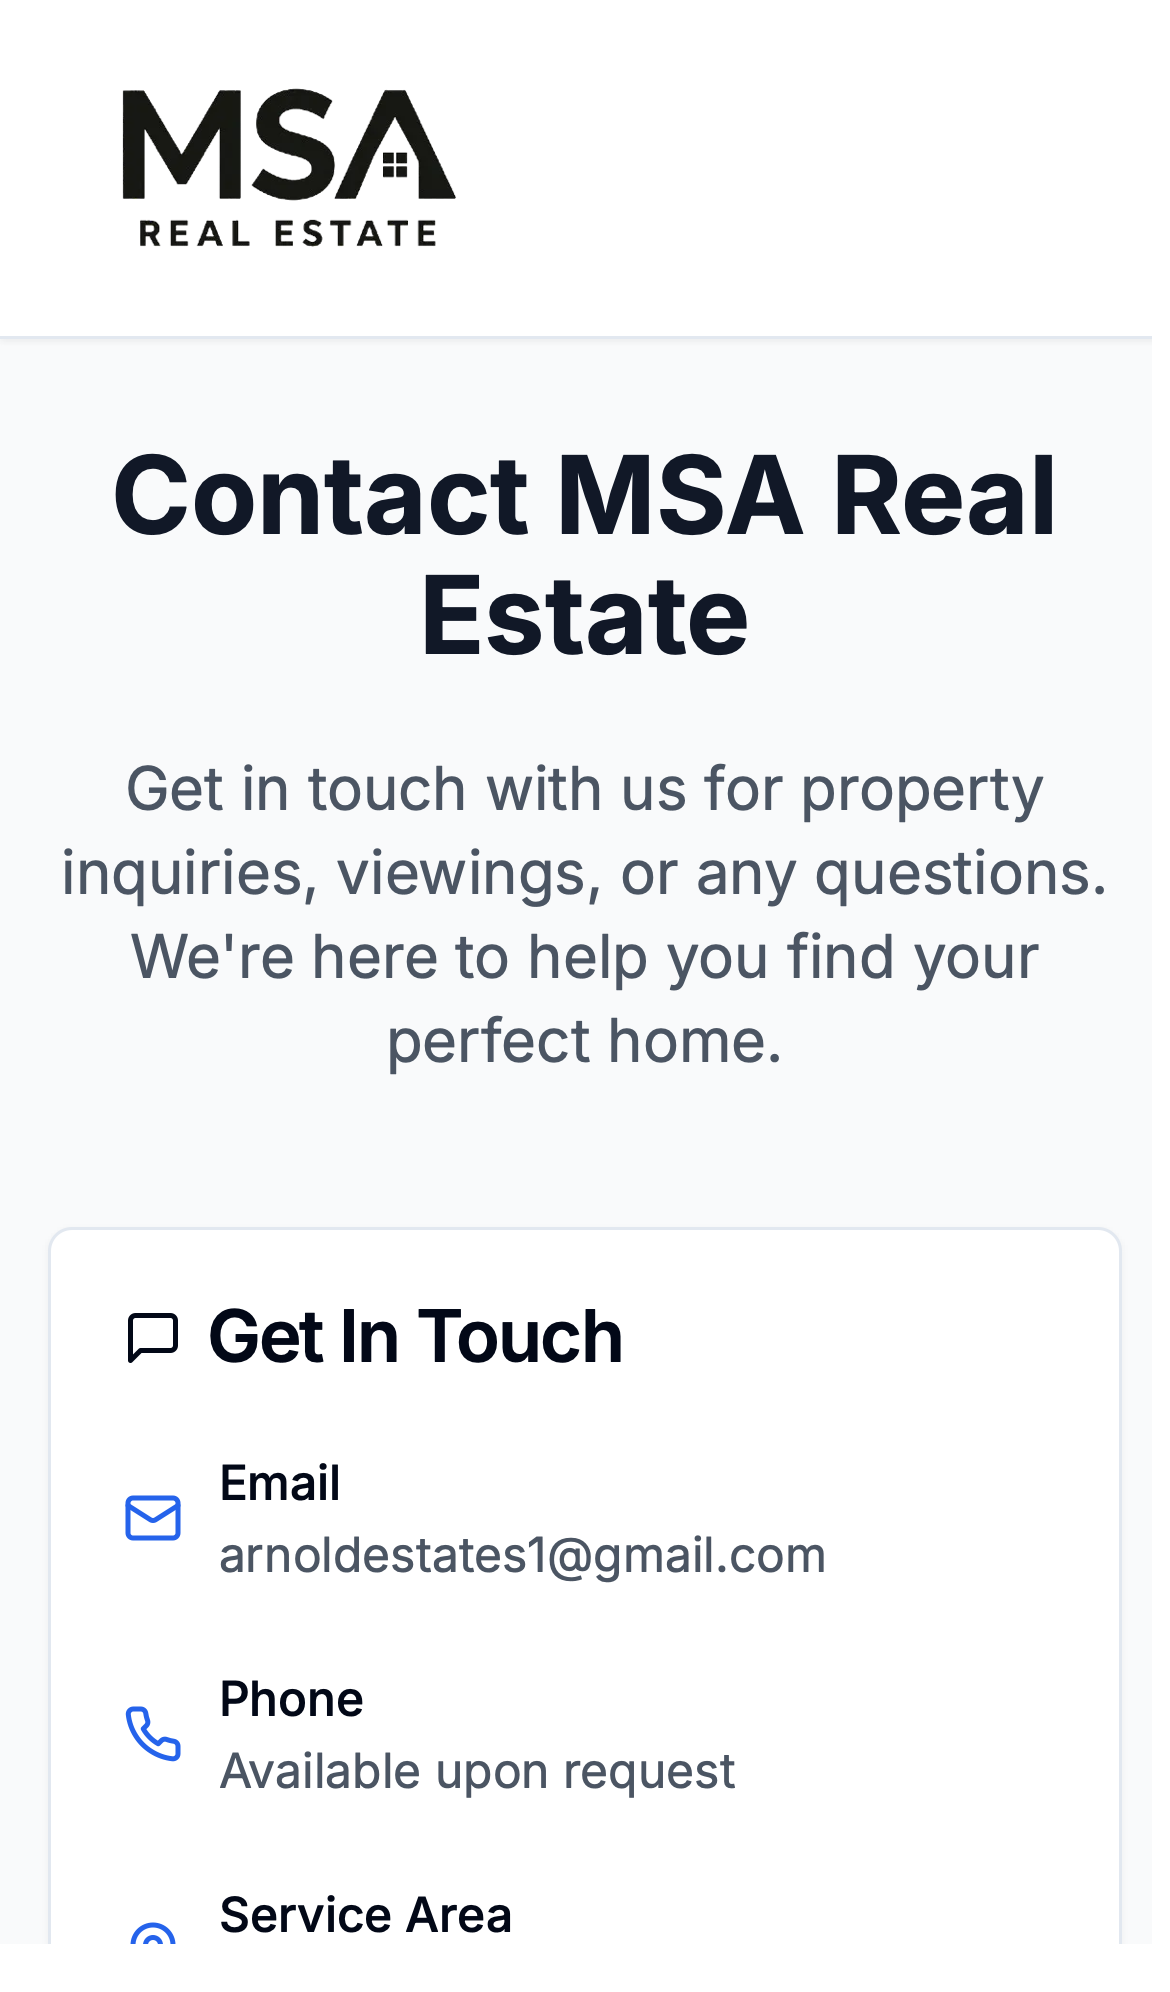 MSA
REAL ESTATE
Contact MSA Real
Estate
Get in touch with us for property
inquiries, viewings, or any questions.
We're here to help you find your
perfect home.
Get In Touch
Email
arnoldestates1@gmail.com
Phone
Available upon request
Service Area